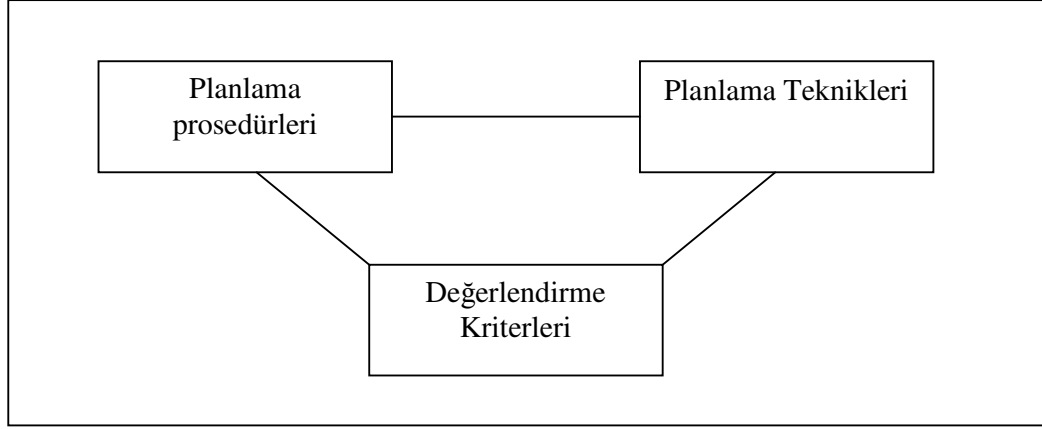 Planlama
prosedürleri
Planlama Teknikleri
Değerlendirme
Kriterleri